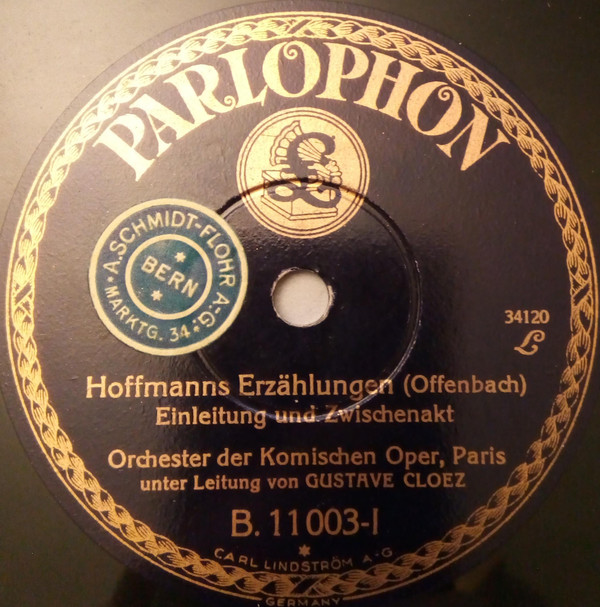 PARLOPHON
£
A. SCHMIDT-FLOHR A-G.
BERN
MARKTG. 34.
34120
L
Hoffmanns Erzählungen (Offenbach)
Einleitung und Zwischenakt
Orchester der Komischen Oper, Paris
unter Leitung von GUSTAVE CLOEZ
B. 11003-I
CARL LINDSTRÖM A-G
GERMANY